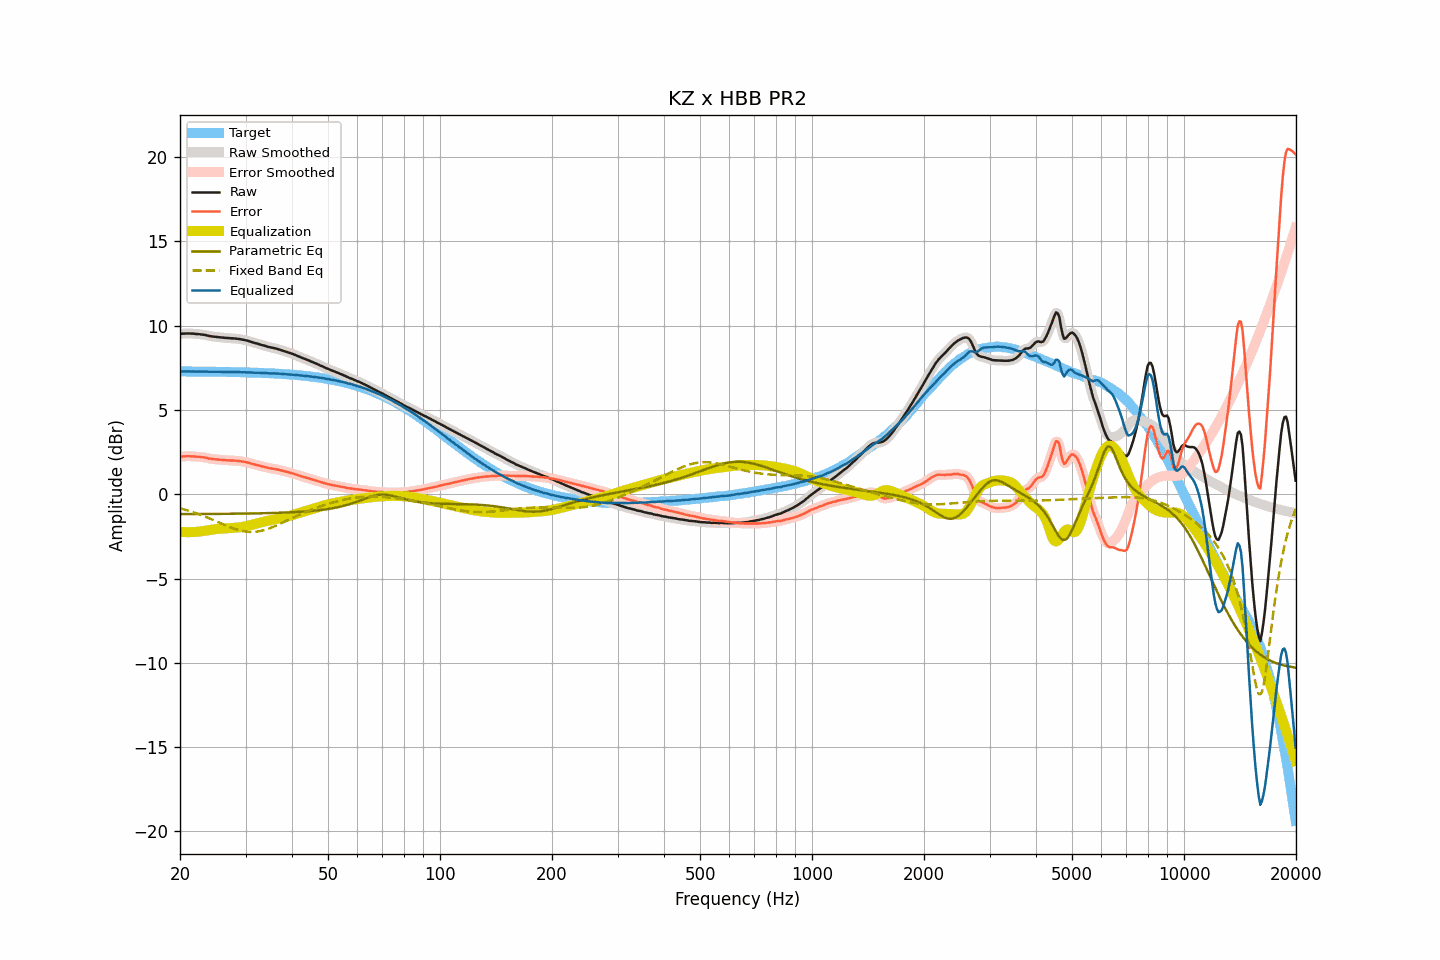 KZ x HBB PR2
Target
Raw Smoothed
Error Smoothed
Raw
Error
Equalization
Parametric Eq
Fixed Band Eq
Equalized
Amplitude (dBr)
20
15
10
5
0
−5
−10
−15
−20
20 50 100 200 500 1000 2000 5000 10000 20000
Frequency (Hz)